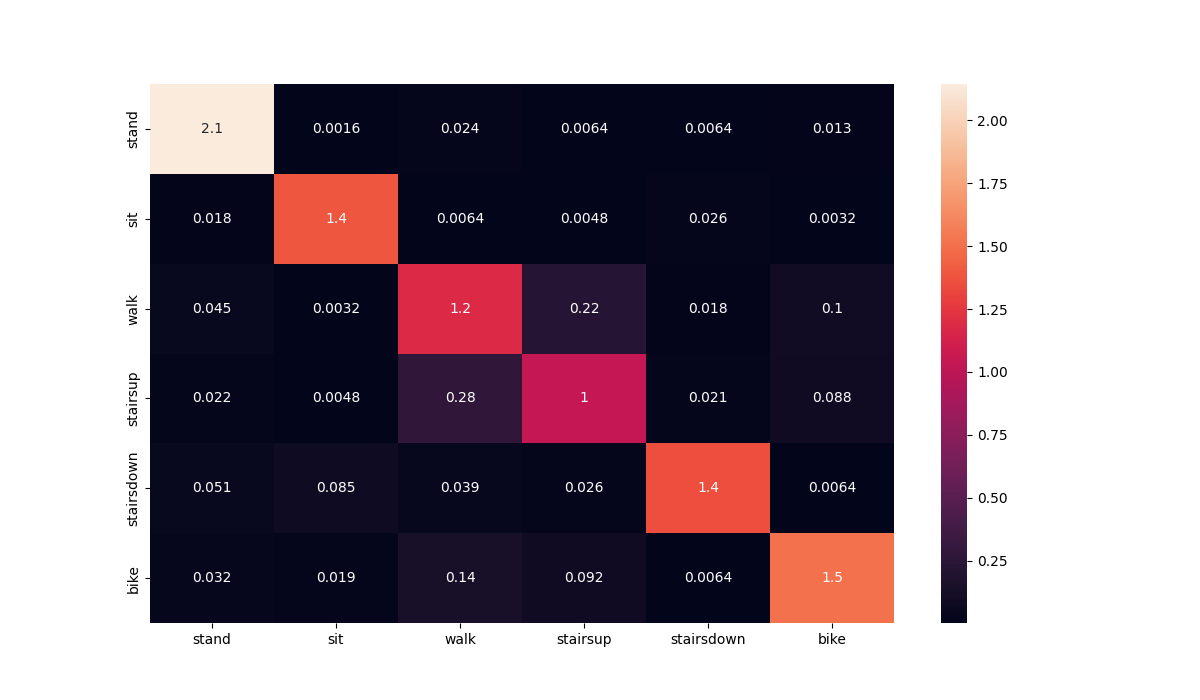 stand 2.1 0.0016 0.024 0.0064 0.0064 0.013
sit 0.018 1.4 0.0064 0.0048 0.026 0.0032
walk 0.045 0.0032 1.2 0.22 0.018 0.1
stairsup 0.022 0.0048 0.28 1 0.021 0.088
stairsdown 0.051 0.085 0.039 0.026 1.4 0.0064
bike 0.032 0.019 0.14 0.092 0.0064 1.5
stand sit walk stairsup stairsdown bike
2.00
1.75
1.50
1.25
1.00
0.75
0.50
0.25